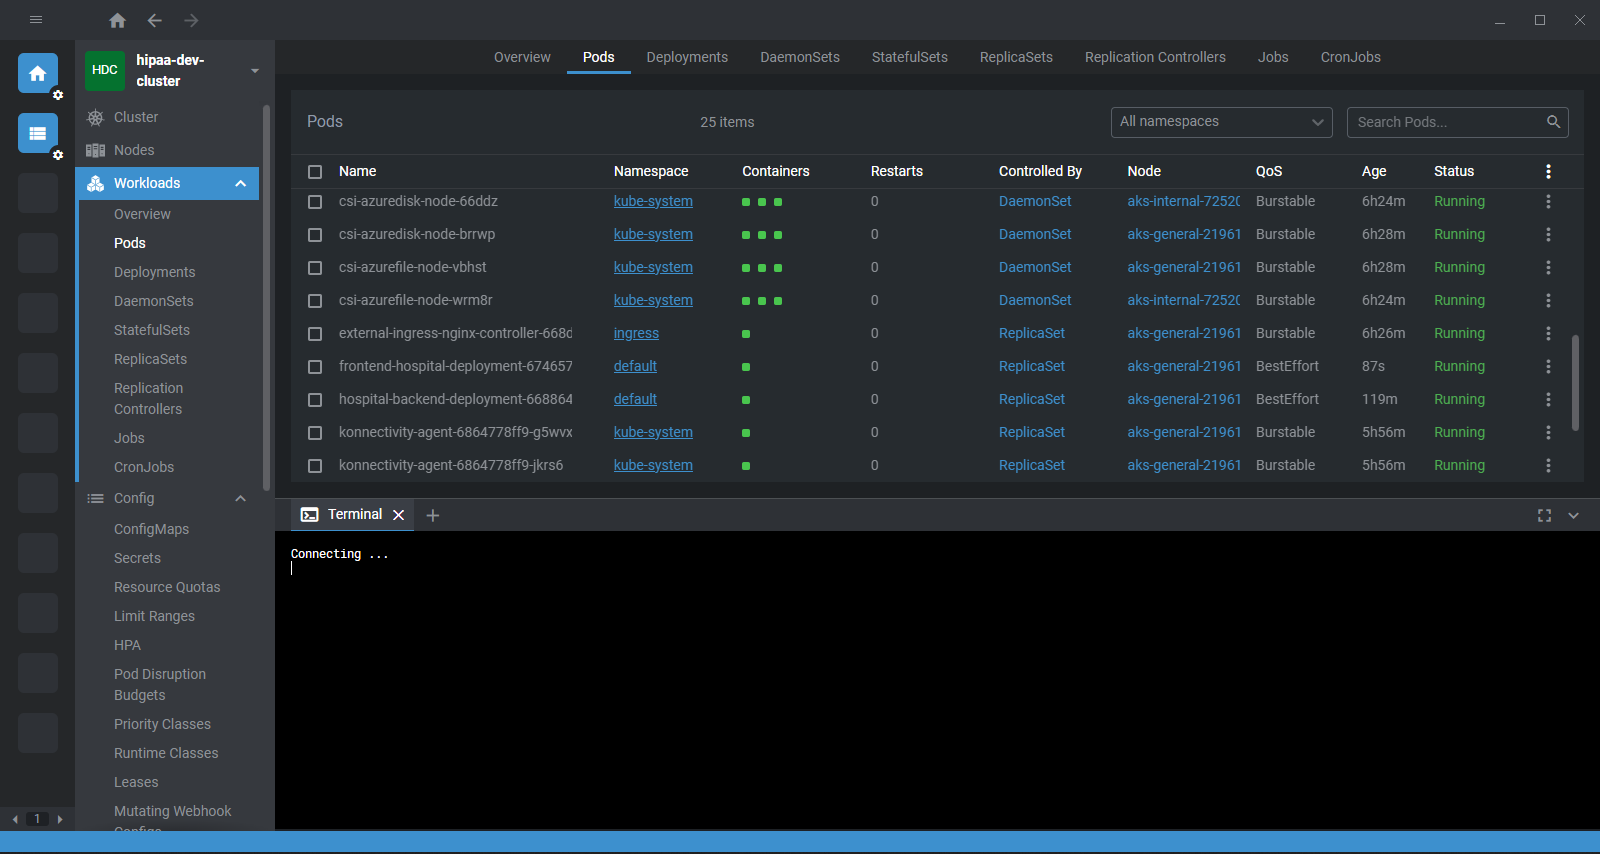 HDC
hipaa-dev-
cluster
Cluster
Nodes
Workloads
Overview
Pods
Deployments
DaemonSets
StatefulSets
ReplicaSets
Replication
Controllers
Jobs
CronJobs
Config
ConfigMaps
Secrets
Resource Quotas
Limit Ranges
HPA
Pod Disruption
Budgets
Priority Classes
Runtime Classes
Leases
Mutating Webhook
Configs
1
Overview Pods Deployments DaemonSets StatefulSets ReplicaSets Replication Controllers Jobs CronJobs
Pods 25 items All namespaces Search Pods...
Name Namespace Containers Restarts Controlled By Node QoS Age Status
csi-azuredisk-node-66ddz kube-system 0 DaemonSet aks-internal-72520 Burstable 6h24m Running
csi-azuredisk-node-brrwp kube-system 0 DaemonSet aks-general-21961 Burstable 6h28m Running
csi-azurefile-node-vbhst kube-system 0 DaemonSet aks-general-21961 Burstable 6h28m Running
csi-azurefile-node-wrm8r kube-system 0 DaemonSet aks-internal-72520 Burstable 6h24m Running
external-ingress-nginx-controller-668d ingress 0 ReplicaSet aks-general-21961 Burstable 6h26m Running
frontend-hospital-deployment-674657 default 0 ReplicaSet aks-general-21961 BestEffort 87s Running
hospital-backend-deployment-668864 default 0 ReplicaSet aks-general-21961 BestEffort 119m Running
konnectivity-agent-6864778ff9-g5wvx kube-system 0 ReplicaSet aks-general-21961 Burstable 5h56m Running
konnectivity-agent-6864778ff9-jkrs6 kube-system 0 ReplicaSet aks-general-21961 Burstable 5h56m Running
Terminal
Connecting ...